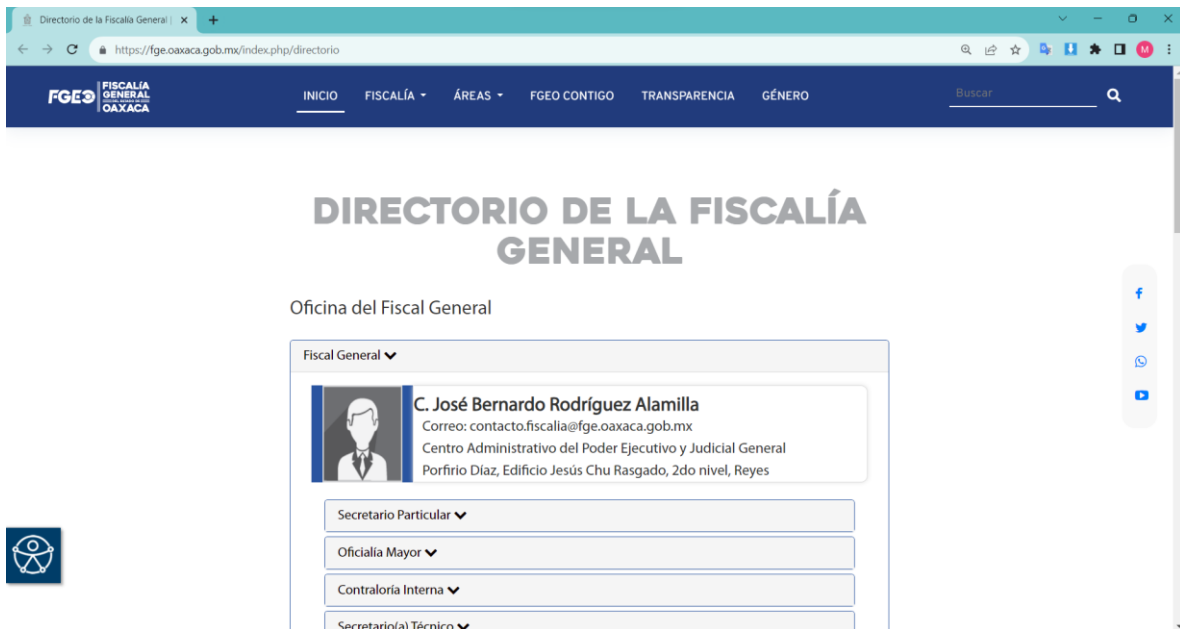 Directorio de la Fiscalía General |
https://fge.oaxaca.gob.mx/index.php/directorio
M
FGEO
FISCALÍA
GENERAL
OAXACA
INICIO
FISCALÍA
ÁREAS
FGEO CONTIGO
TRANSPARENCIA
GÉNERO
Buscar
DIRECTORIO DE LA FISCALÍA
GENERAL
Oficina del Fiscal General
Fiscal General
C. José Bernardo Rodríguez Alamilla
Correo: contacto.fiscalia@fge.oaxaca.gob.mx
Centro Administrativo del Poder Ejecutivo y Judicial General
Porfirio Díaz, Edificio Jesús Chu Rasgado, 2do nivel, Reyes
Secretario Particular
Oficialía Mayor
Contraloría Interna
Secretario(a) Técnico